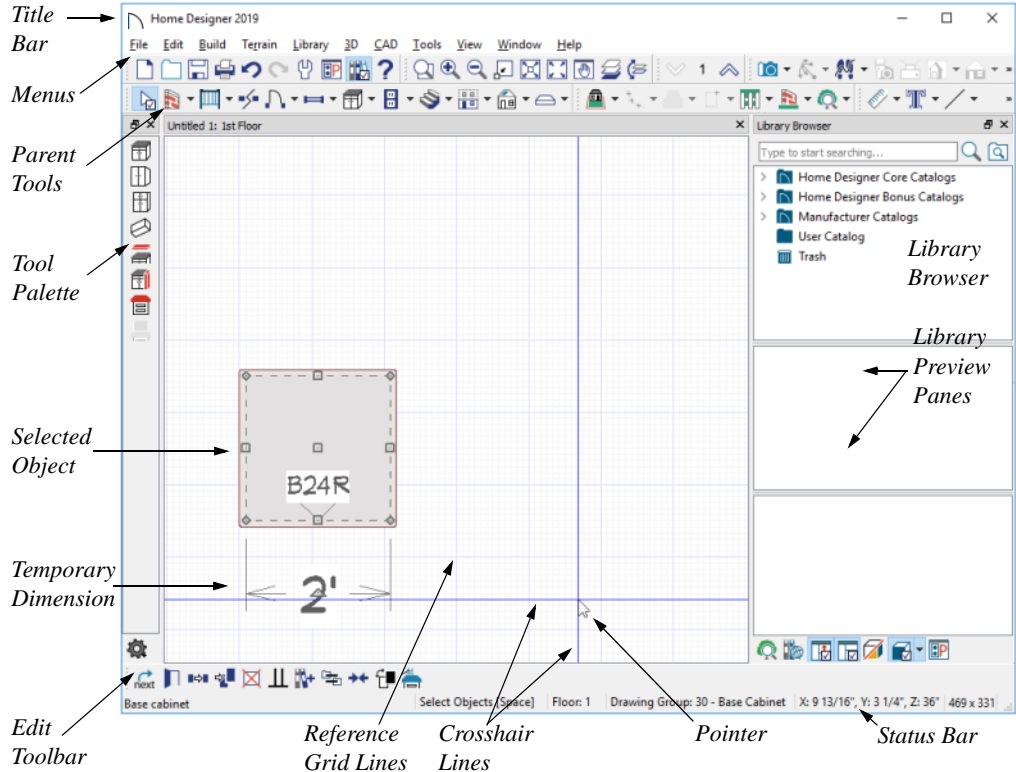 Title
Bar
Home Designer 2019
File Edit Build Terrain Library 3D CAD Tools View Window Help
Menus
1
Parent
Tools
Untitled 1: 1st Floor
Library Browser
Type to start searching...
Home Designer Core Catalogs
Home Designer Bonus Catalogs
Manufacturer Catalogs
User Catalog
Trash
Library
Browser
Tool
Palette
Library
Preview
Panes
Selected
Object
B24R
Temporary
Dimension
2'
next
Base cabinet
Select Objects [Space] Floor: 1 Drawing Group: 30 - Base Cabinet X: 9 13/16", Y: 3 1/4", Z: 36" 469 x 331
Edit
Toolbar
Reference
Grid Lines
Crosshair
Lines
Pointer
Status Bar